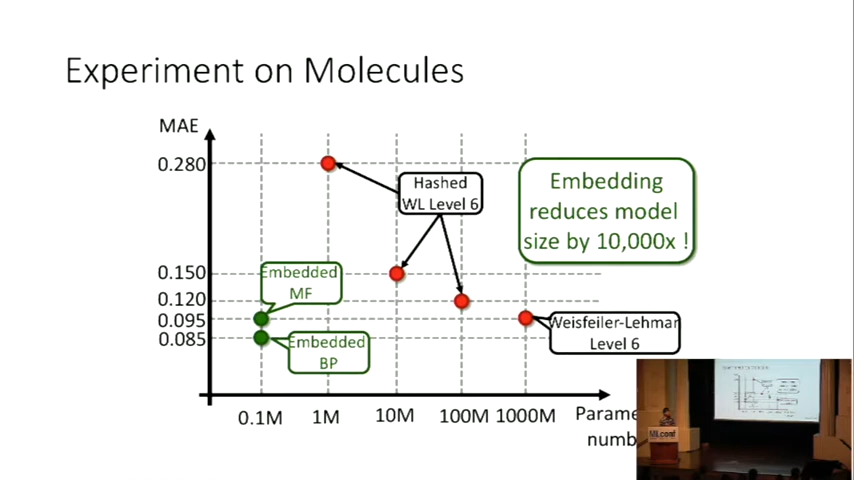 Experiment on Molecules
MAE
0.280
0.150
0.120
0.095
0.085
Hashed
WL Level 6
Embedding
reduces model
size by 10,000x !
Embedded
MF
Embedded
BP
Weisfeiler-Lehman
Level 6
0.1M
1M
10M
100M
1000M
Parame
numb
MLconf